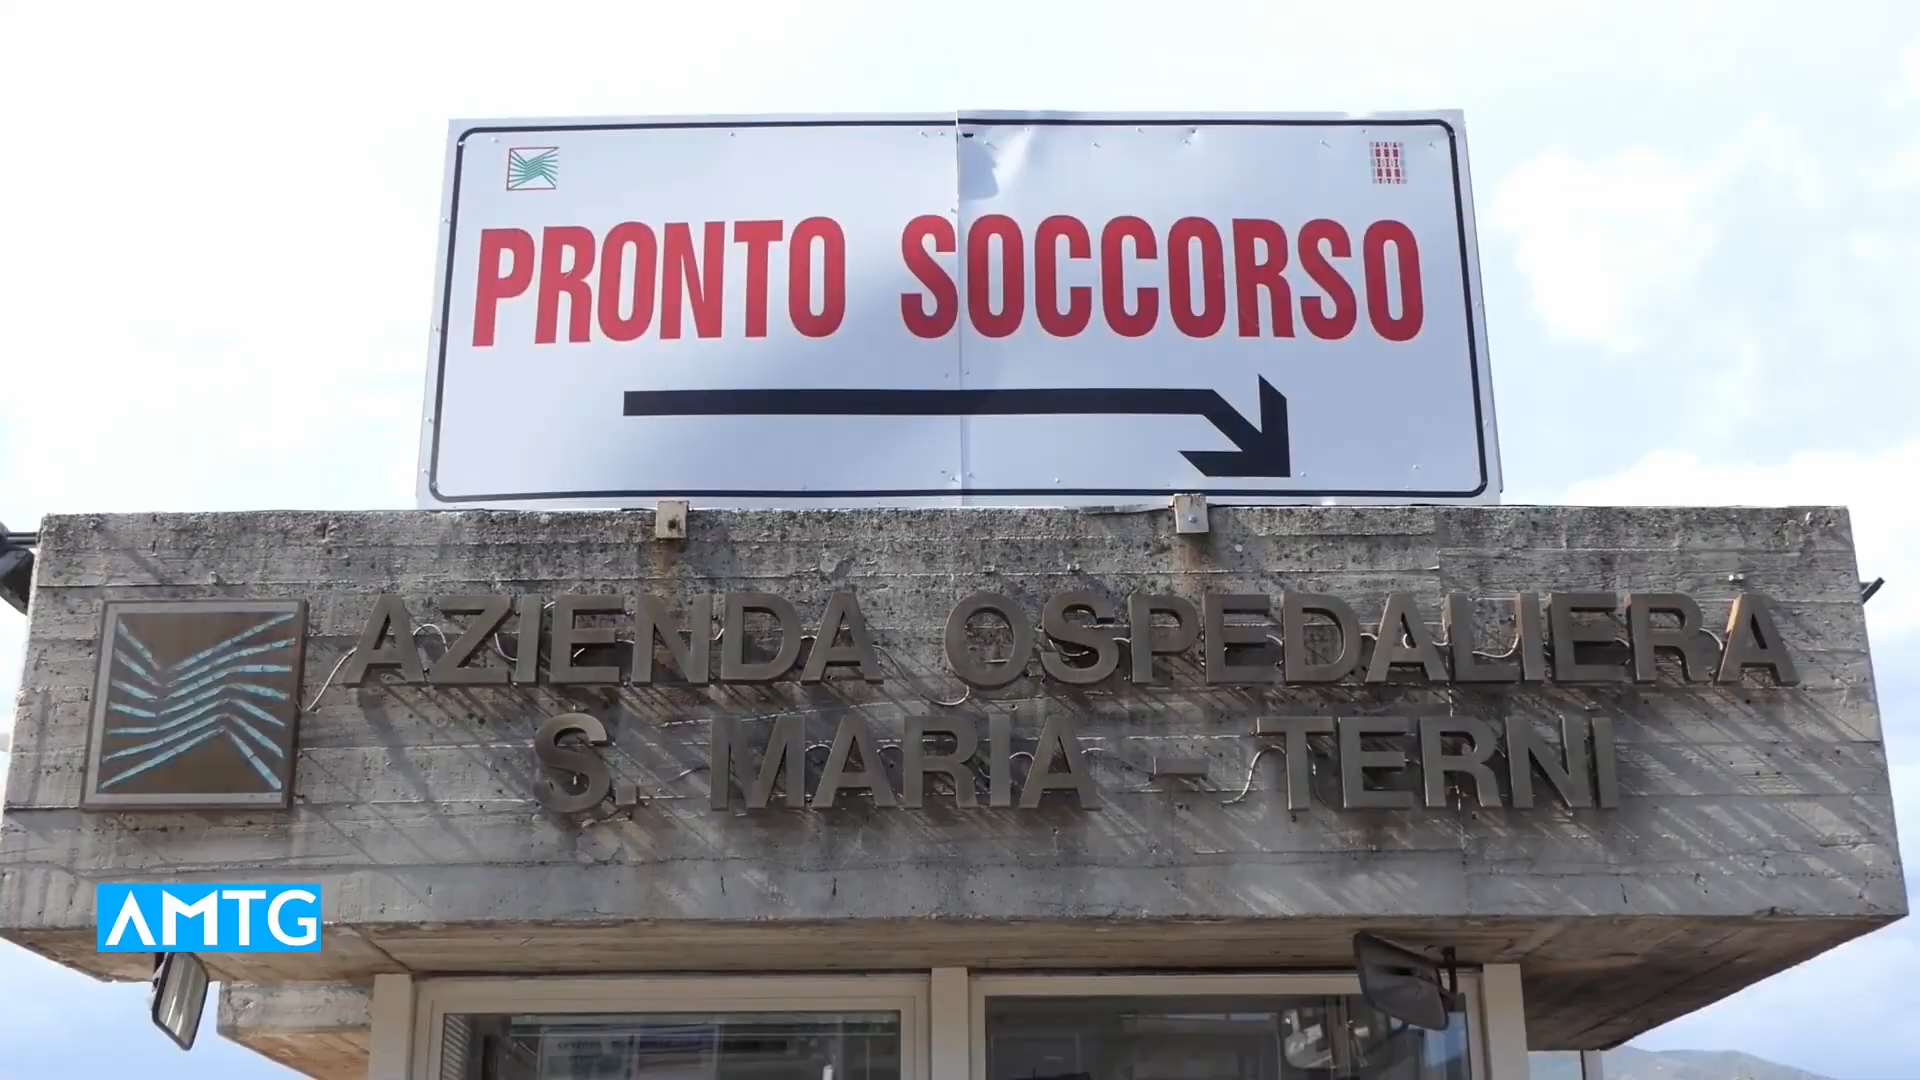 PRONTO SOCCORSO
AZIENDA OSPEDALIERA
S. MARIA - TERNI
AMTG